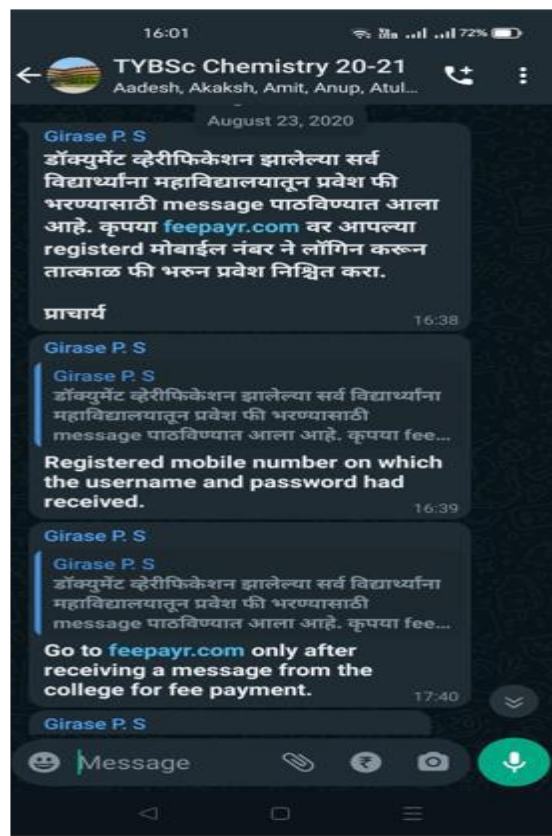 16:01
72%
TYBSc Chemistry 20-21
Aadesh, Akaksh, Amit, Anup, Atul...
August 23, 2020
Girase P. S
डॉक्युमेंट व्हेरीफिकेशन झालेल्या सर्व
विद्यार्थ्यांना महाविद्यालयातून प्रवेश फी
भरण्यासाठी message पाठविण्यात आला
आहे. कृपया feepayr.com वर आपल्या
registerd मोबाईल नंबर ने लॉगिन करून
तात्काळ फी भरुन प्रवेश निश्चित करा.
प्राचार्य
16:38
Girase P. S
Girase P. S
डॉक्युमेंट व्हेरीफिकेशन झालेल्या सर्व विद्यार्थ्यांना
महाविद्यालयातून प्रवेश फी भरण्यासाठी
message पाठविण्यात आला आहे. कृपया fee...
Registered mobile number on which
the username and password had
received.
16:39
Girase P. S
Girase P. S
डॉक्युमेंट व्हेरीफिकेशन झालेल्या सर्व विद्यार्थ्यांना
महाविद्यालयातून प्रवेश फी भरण्यासाठी
message पाठविण्यात आला आहे. कृपया fee...
Go to feepayr.com only after
receiving a message from the
college for fee payment.
17:40
Girase P. S
Message